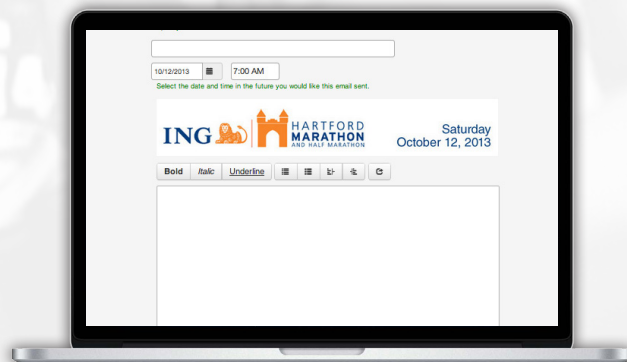 10/12/2013
7:00 AM
Select the date and time in the future you would like this email sent.
ING
HARTFORD
MARATHON
AND HALF MARATHON
Saturday
October 12, 2013
Bold Italic Underline